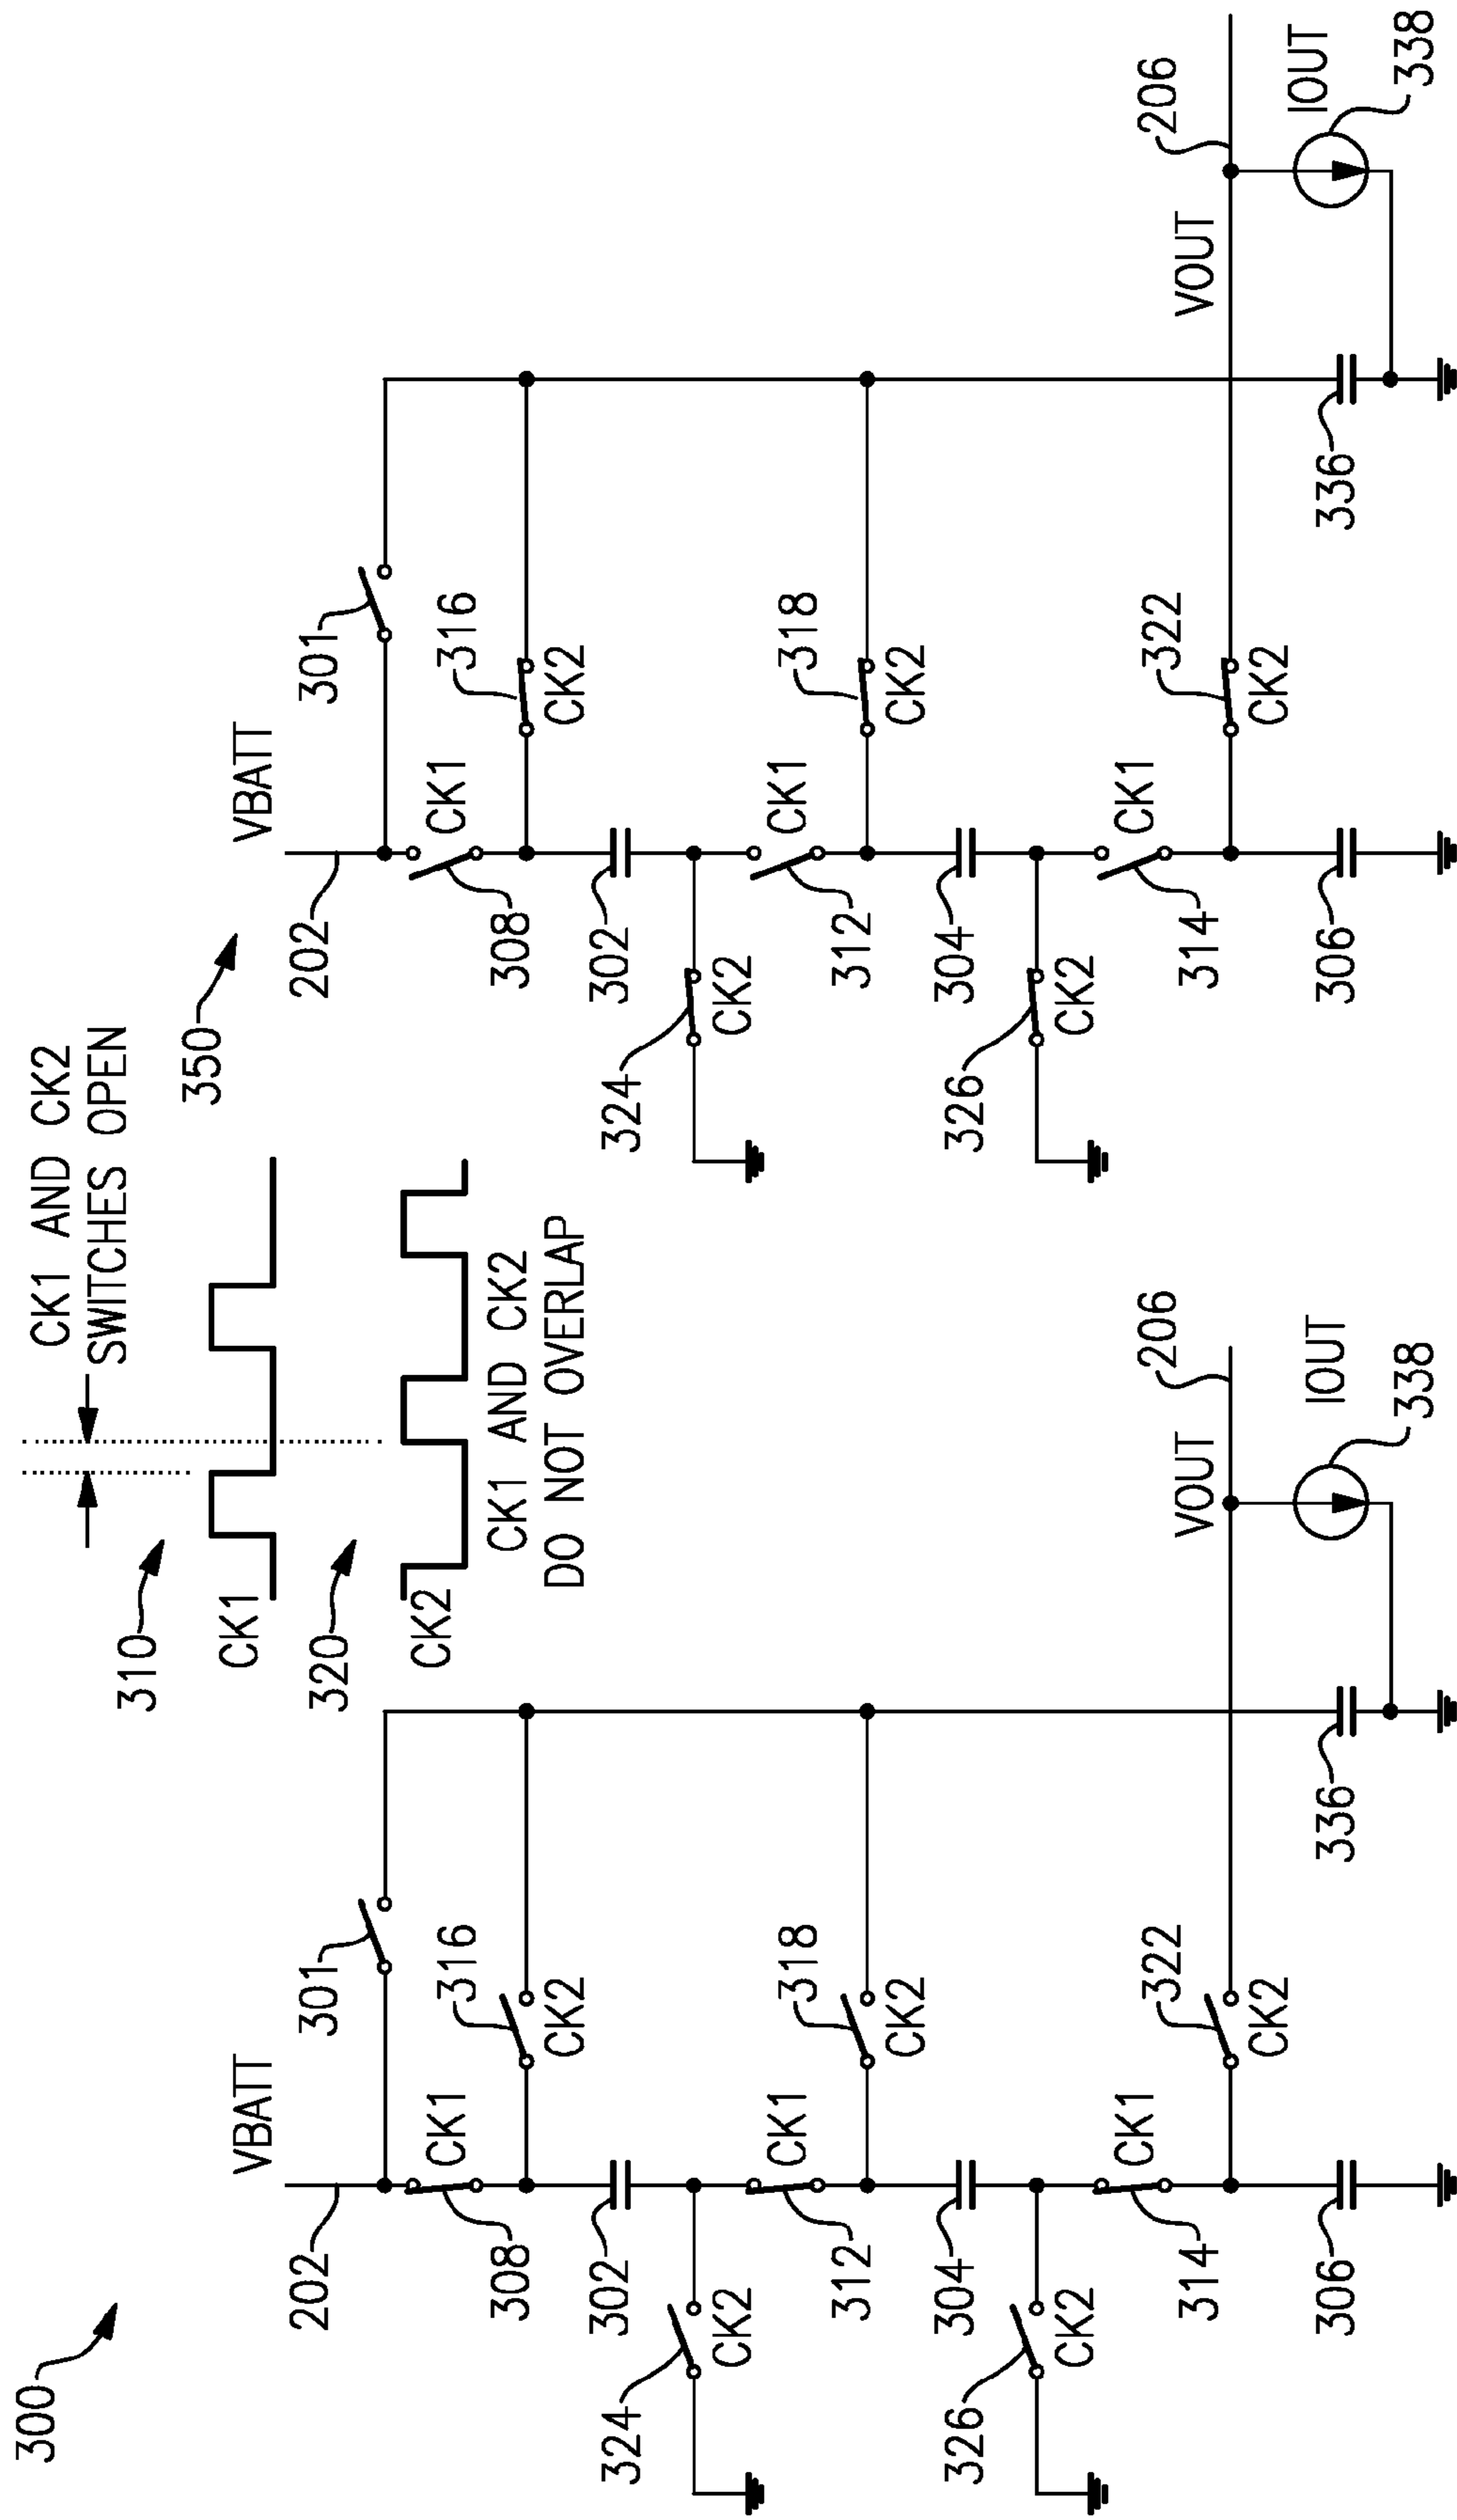 300
VBATT
202
301
308
CK1
316
CK2
302
324
CK2
312
CK1
318
CK2
304
326
CK2
314
CK1
322
CK2
VOUT
206
306
336
IOUT
338
CK1 AND CK2
SWITCHES OPEN
310
CK1
320
CK2
CK1 AND CK2
DO NOT OVERLAP
350
VBATT
202
301
308
CK1
316
CK2
302
324
CK2
312
CK1
318
CK2
304
326
CK2
314
CK1
322
CK2
VOUT
206
306
336
IOUT
338